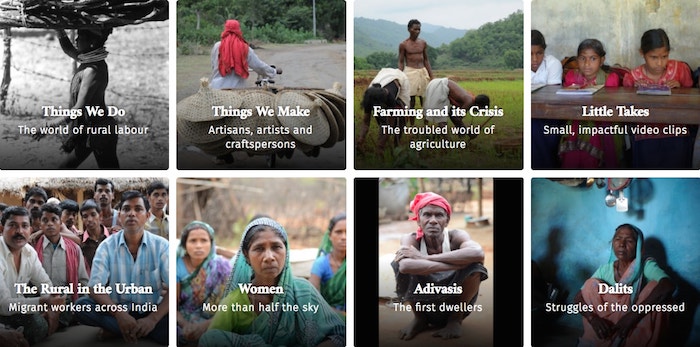 Things We Do
The world of rural labour
Things We Make
Artisans, artists and
craftspersons
Farming and its Crisis
The troubled world of
agriculture
Little Takes
Small, impactful video clips
The Rural in the Urban
Migrant workers across India
Women
More than half the sky
Adivasis
The first dwellers
Dalits
Struggles of the oppressed